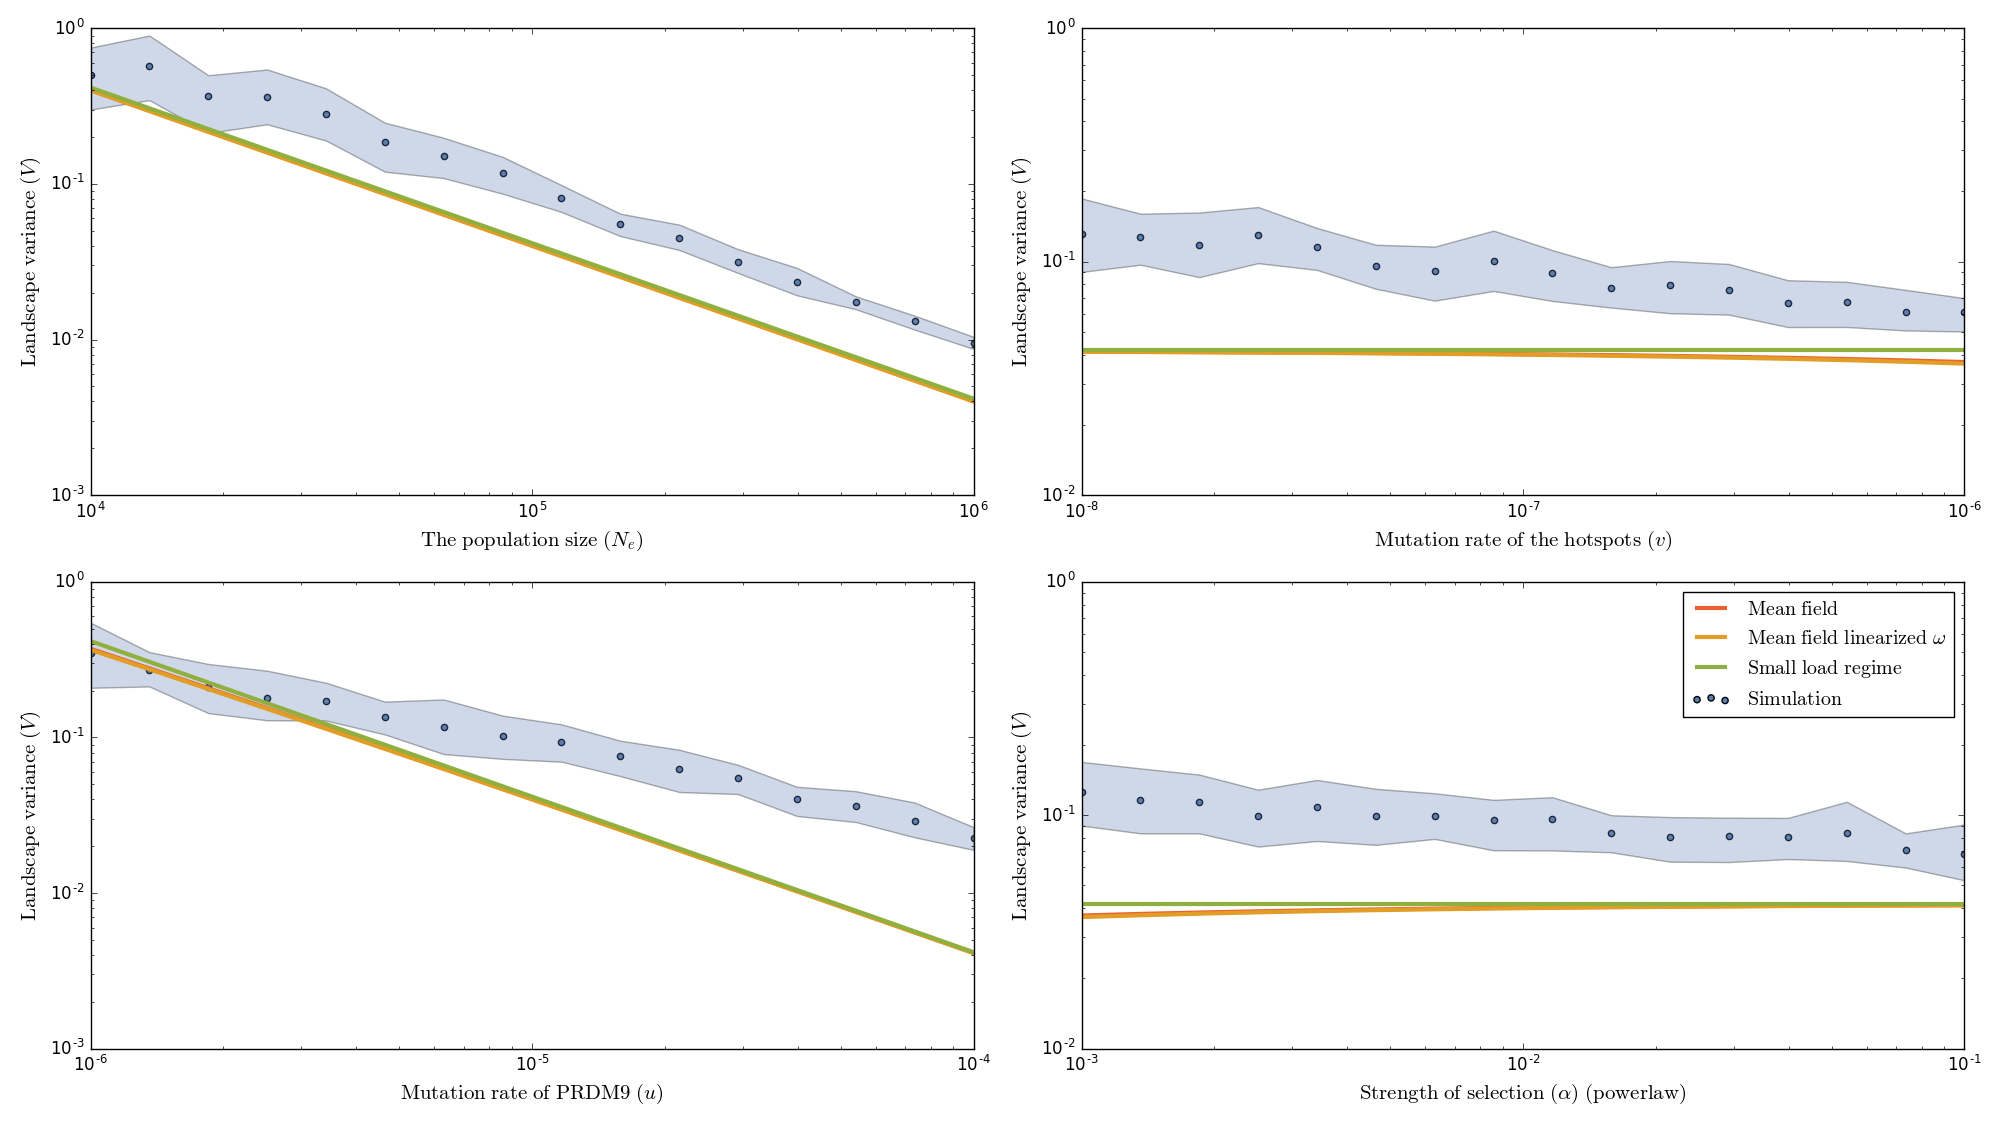 10^0
10^-1
10^-2
10^-3
Landscape variance (V)
10^4 10^5 10^6
The population size (N_e)
10^0
10^-1
10^-2
Landscape variance (V)
10^-8 10^-7 10^-6
Mutation rate of the hotspots (v)
10^0
10^-1
10^-2
10^-3
Landscape variance (V)
10^-6 10^-5 10^-4
Mutation rate of PRDM9 (u)
10^0
10^-1
10^-2
Landscape variance (V)
Mean field
Mean field linearized ω
Small load regime
Simulation
10^-3 10^-2 10^-1
Strength of selection (α) (powerlaw)